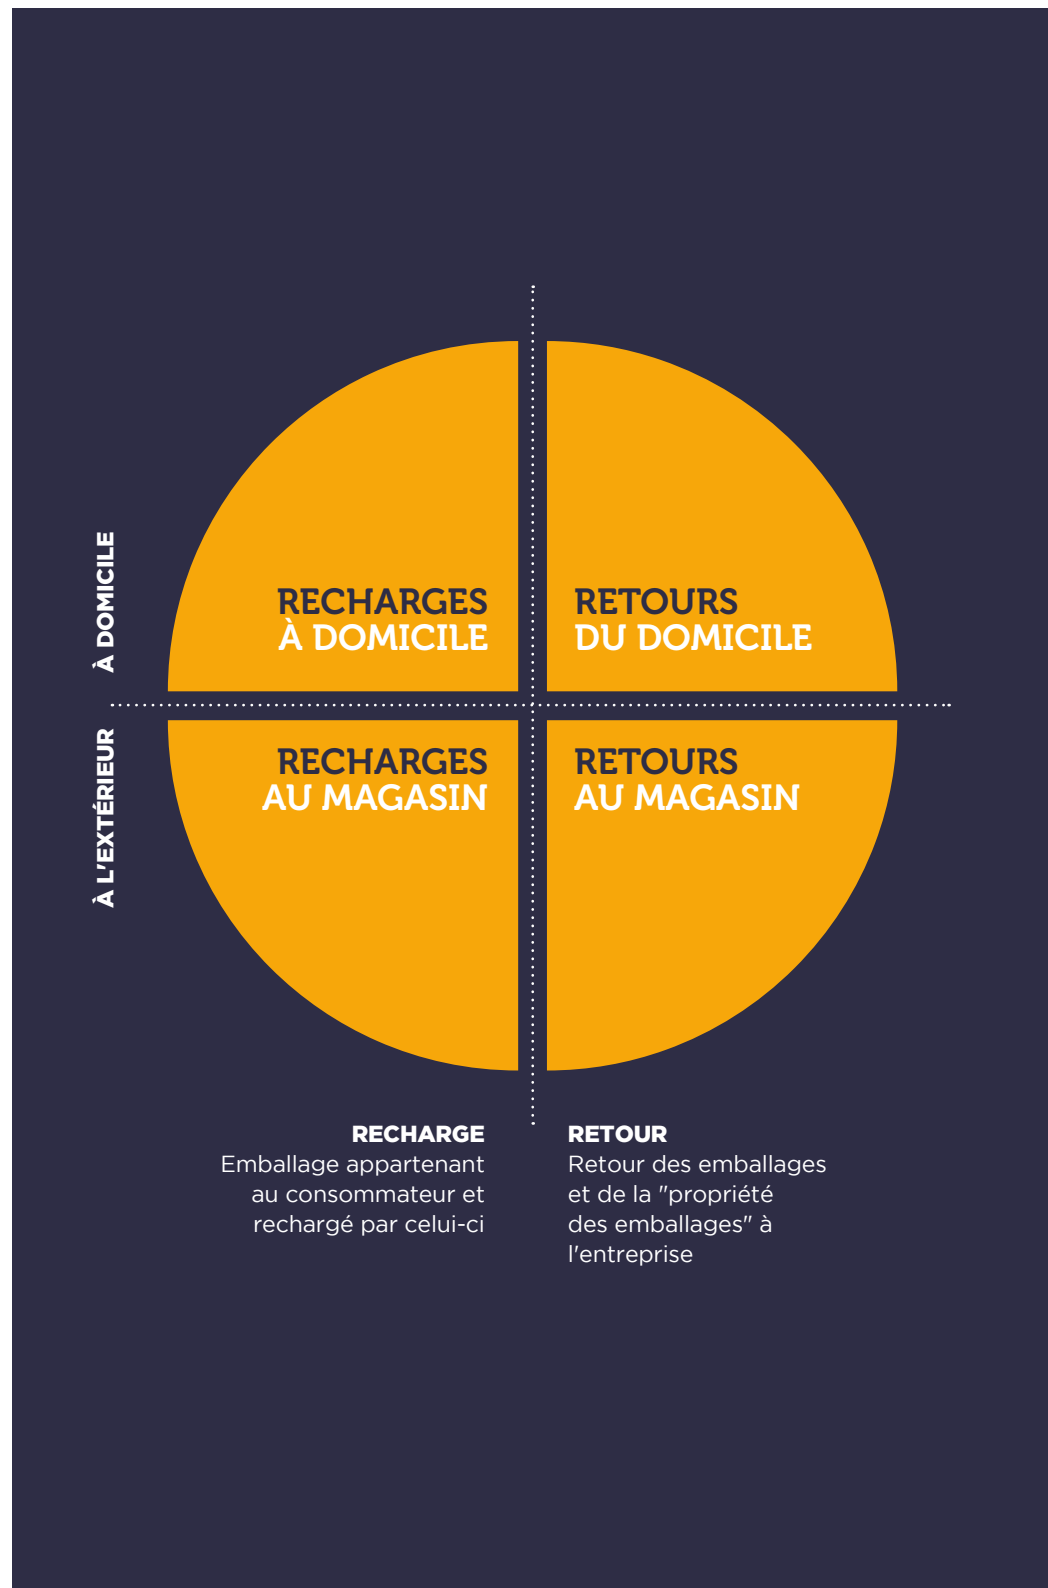 À DOMICILE
RECHARGES
À DOMICILE
RETOURS
DU DOMICILE
À L'EXTÉRIEUR
RECHARGES
AU MAGASIN
RETOURS
AU MAGASIN
RECHARGE
Emballage appartenant
au consommateur et
rechargé par celui-ci
RETOUR
Retour des emballages
et de la "propriété
des emballages" à
l'entreprise